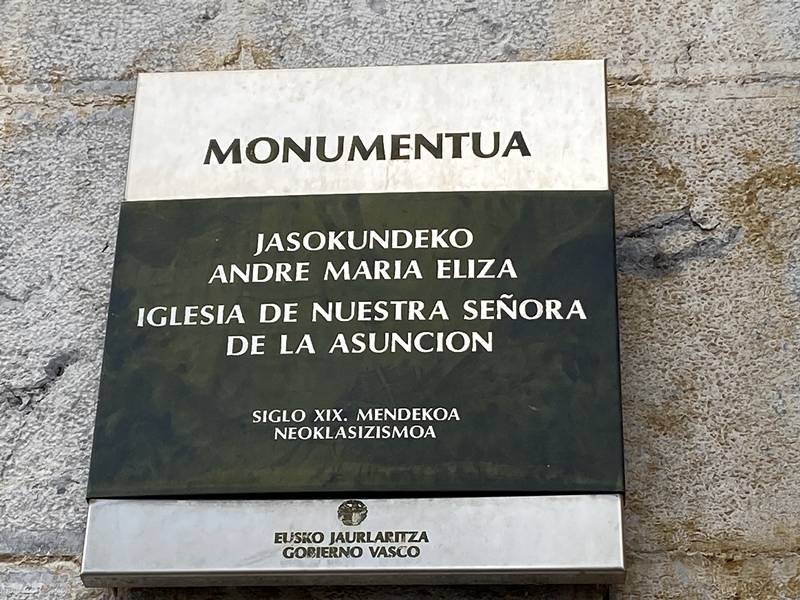 MONUMENTUA
JASOKUNDEKO
ANDRE MARIA ELIZA
IGLESIA DE NUESTRA SEÑORA
DE LA ASUNCION
SIGLO XIX. MENDEKOA
NEOKLASIZISMOA
EUSKO JAURLARITZA
GOBIERNO VASCO